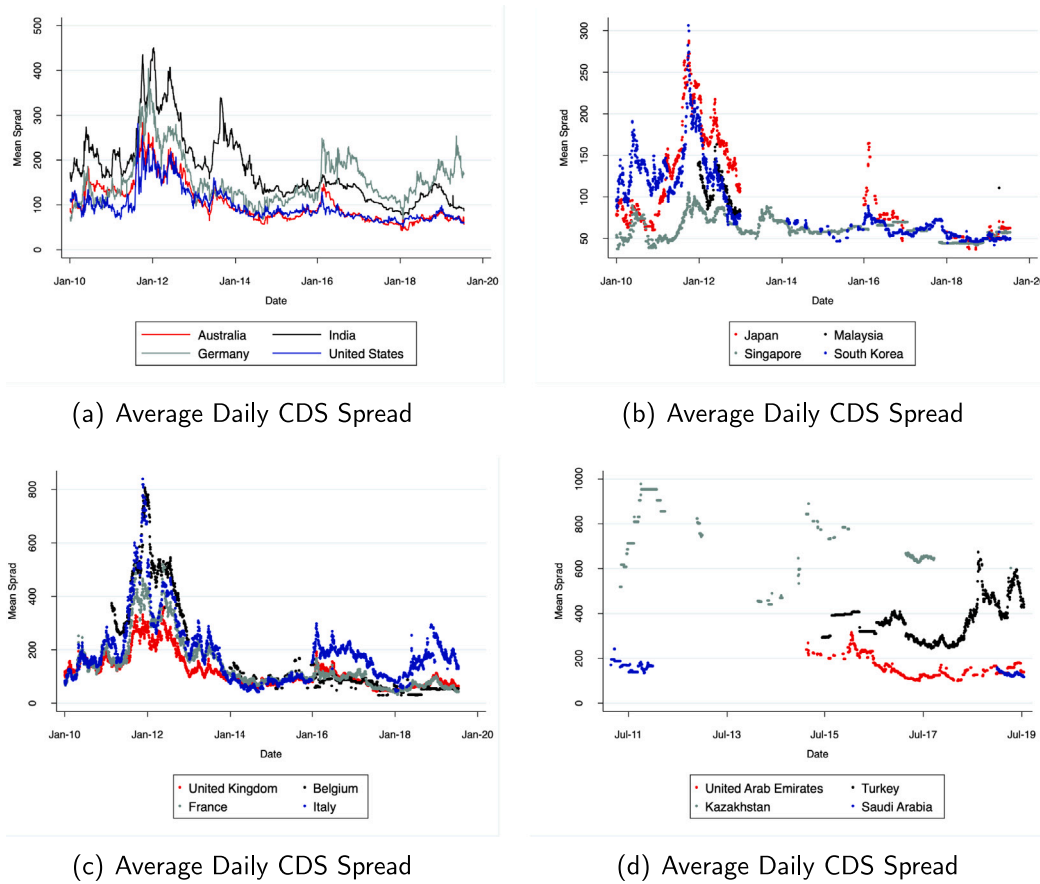 500
400
300
200
100
0
Mean Sprad
Jan-10 Jan-12 Jan-14 Jan-16 Jan-18 Jan-20
Date
Australia India
Germany United States
(a) Average Daily CDS Spread
300
250
200
150
100
50
Mean Sprad
Jan-10 Jan-12 Jan-14 Jan-16 Jan-18 Jan-20
Date
Japan Malaysia
Singapore South Korea
(b) Average Daily CDS Spread
800
600
400
200
0
Mean Sprad
Jan-10 Jan-12 Jan-14 Jan-16 Jan-18 Jan-20
Date
United Kingdom Belgium
France Italy
(c) Average Daily CDS Spread
1000
800
600
400
200
0
Mean Sprad
Jul-11 Jul-13 Jul-15 Jul-17 Jul-19
Date
United Arab Emirates Turkey
Kazakhstan Saudi Arabia
(d) Average Daily CDS Spread